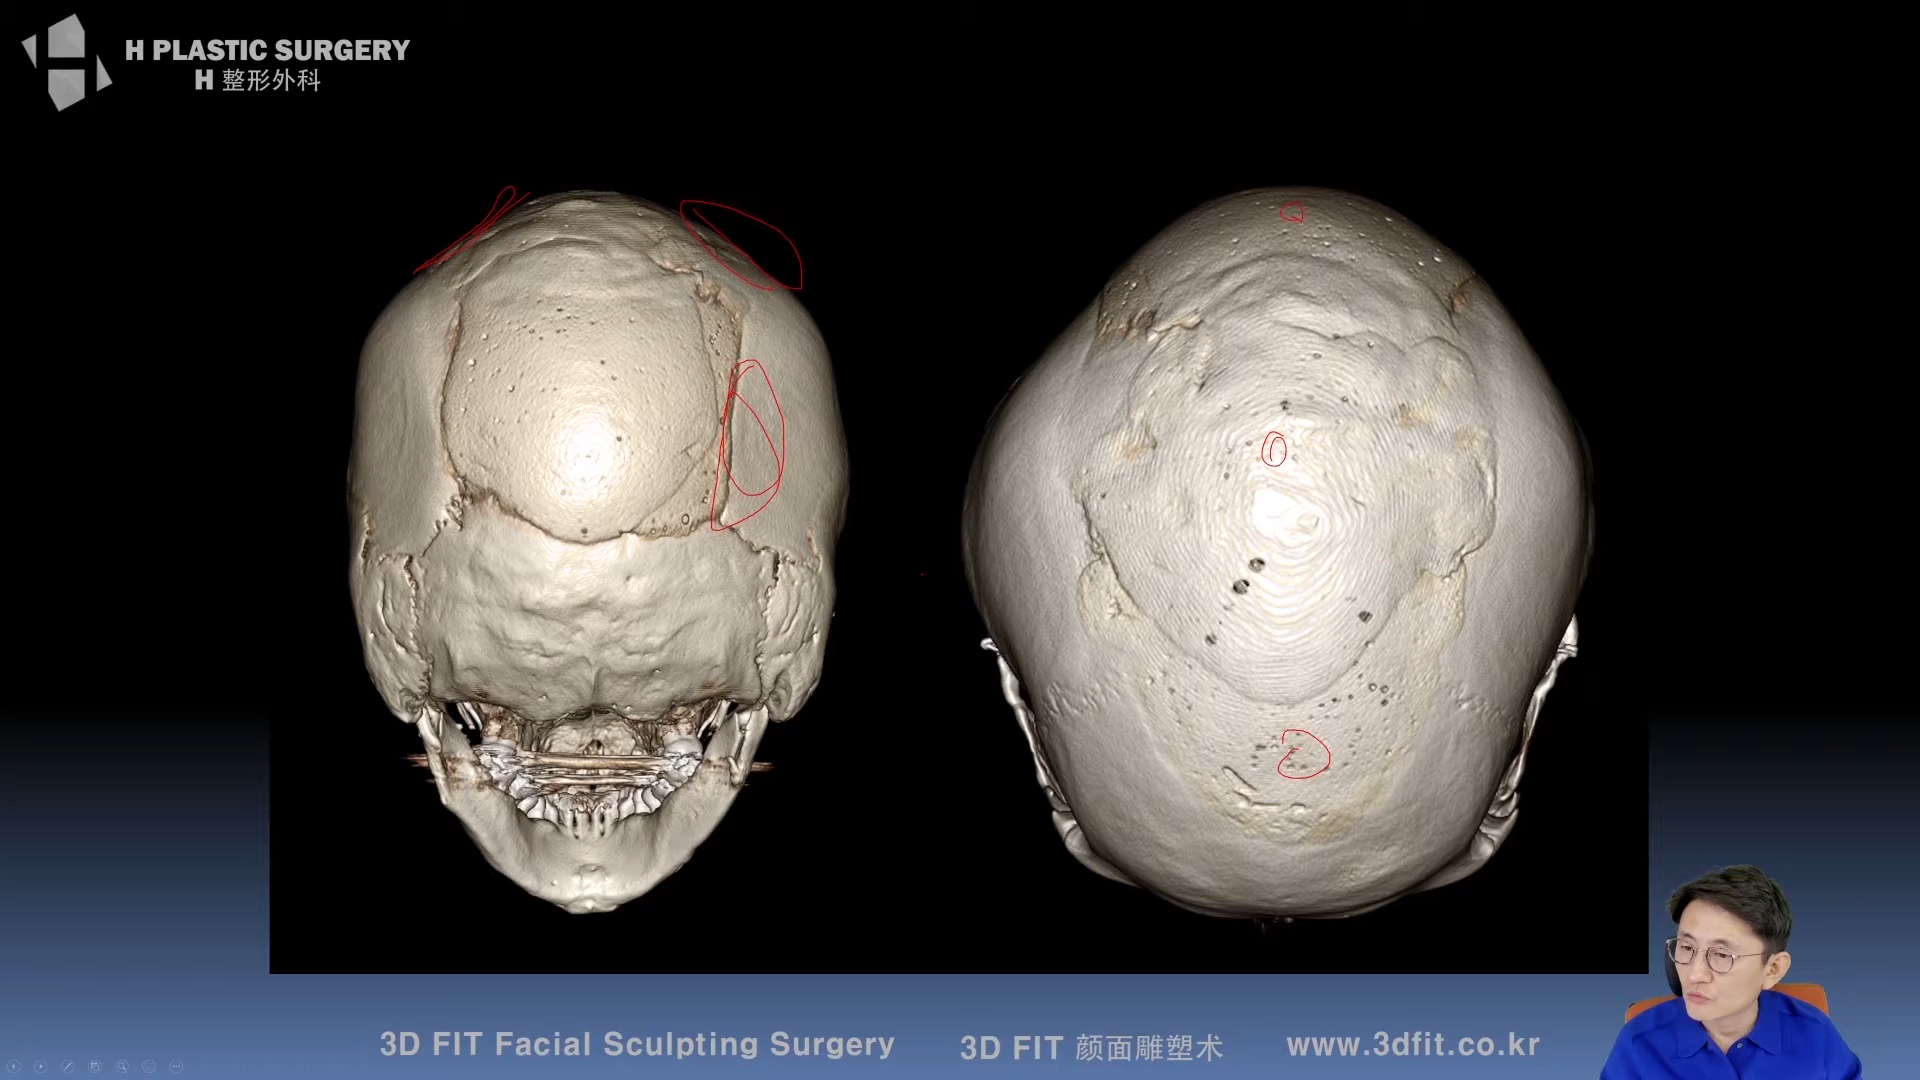 H PLASTIC SURGERY
H 整形外科
3D FIT Facial Sculpting Surgery
3D FIT 颜面雕塑术
www.3dfit.co.kr